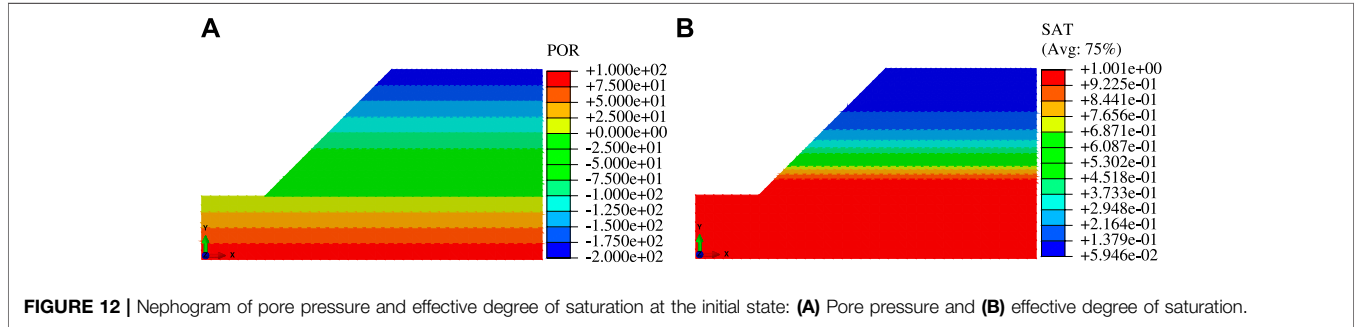 A
POR
+1.000e+02
+7.500e+01
+5.000e+01
+2.500e+01
+0.000e+00
-2.500e+01
-5.000e+01
-7.500e+01
-1.000e+02
-1.250e+02
-1.500e+02
-1.750e+02
-2.000e+02
Y
X
B
SAT
(Avg: 75%)
+1.001e+00
+9.225e-01
+8.441e-01
+7.656e-01
+6.871e-01
+6.087e-01
+5.302e-01
+4.518e-01
+3.733e-01
+2.948e-01
+2.164e-01
+1.379e-01
+5.946e-02
Y
X
FIGURE 12 | Nephogram of pore pressure and effective degree of saturation at the initial state: (A) Pore pressure and (B) effective degree of saturation.